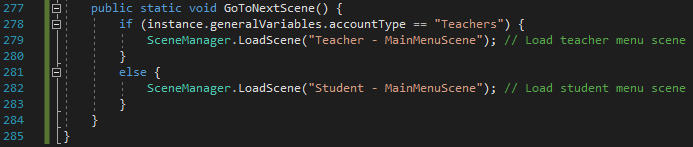 277 public static void GoToNextScene() {
278 if (instance.generalVariables.accountType == "Teachers") {
279 SceneManager.LoadScene("Teacher - MainMenuScene"); // Load teacher menu scene
280 }
281 else {
282 SceneManager.LoadScene("Student - MainMenuScene"); // Load student menu scene
283 }
284 }
285 }